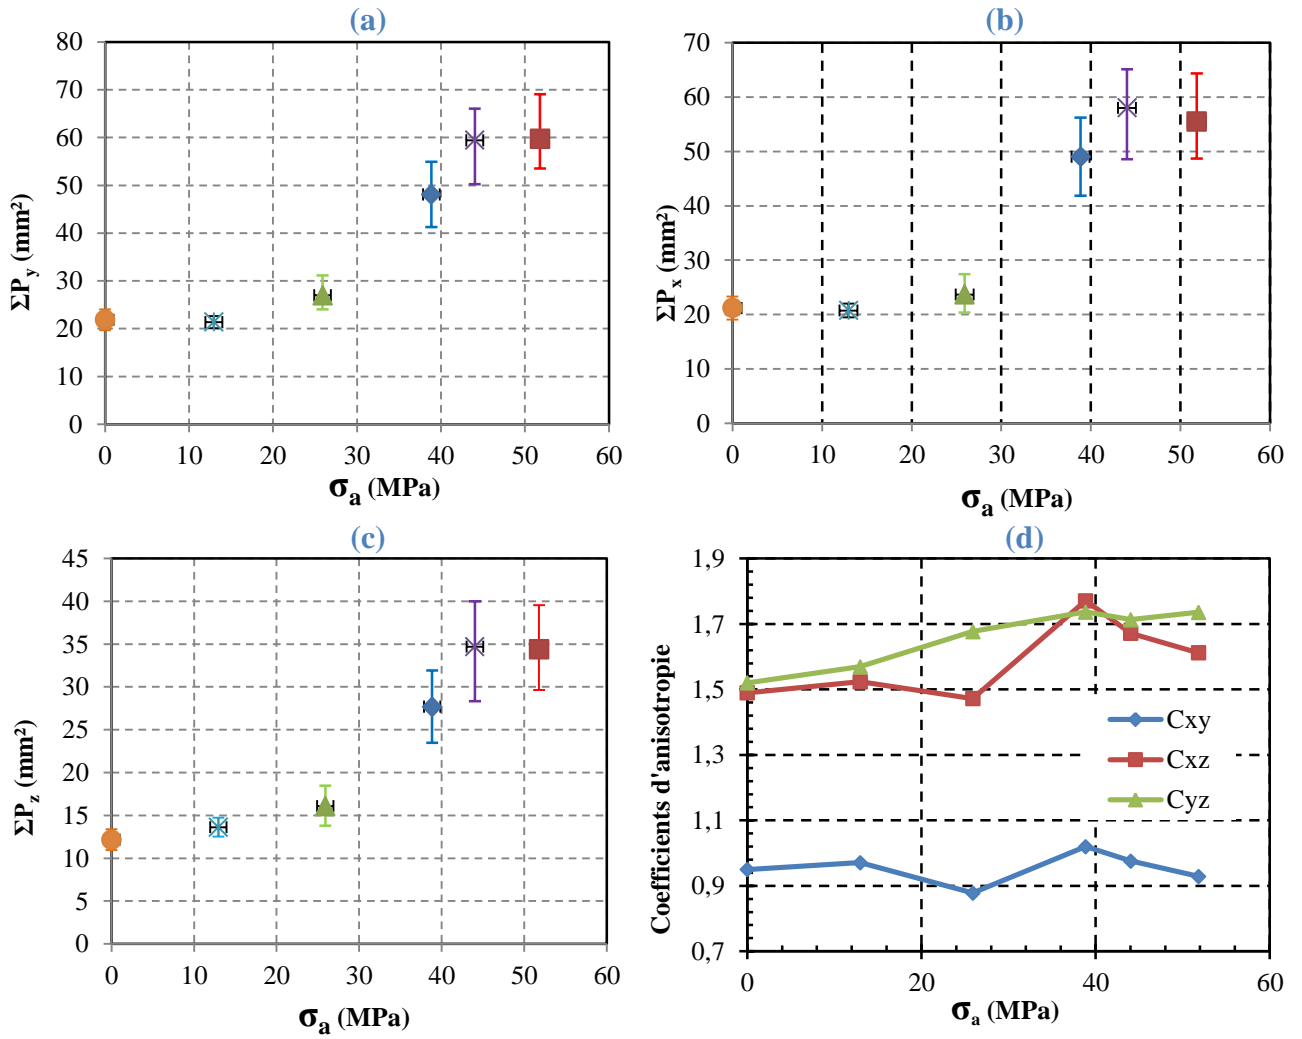 (a)
80
70
60
50
40
30
20
10
0
ΣPy (mm²)
0 10 20 30 40 50 60
σa (MPa)
(b)
70
60
50
40
30
20
10
0
ΣPx (mm²)
0 10 20 30 40 50 60
σa (MPa)
(c)
45
40
35
30
25
20
15
10
5
0
ΣPz (mm²)
0 10 20 30 40 50 60
σa (MPa)
(d)
1,9
1,7
1,5
1,3
1,1
0,9
0,7
Coefficients d'anisotropie
Cxy
Cxz
Cyz
0 20 40 60
σa (MPa)